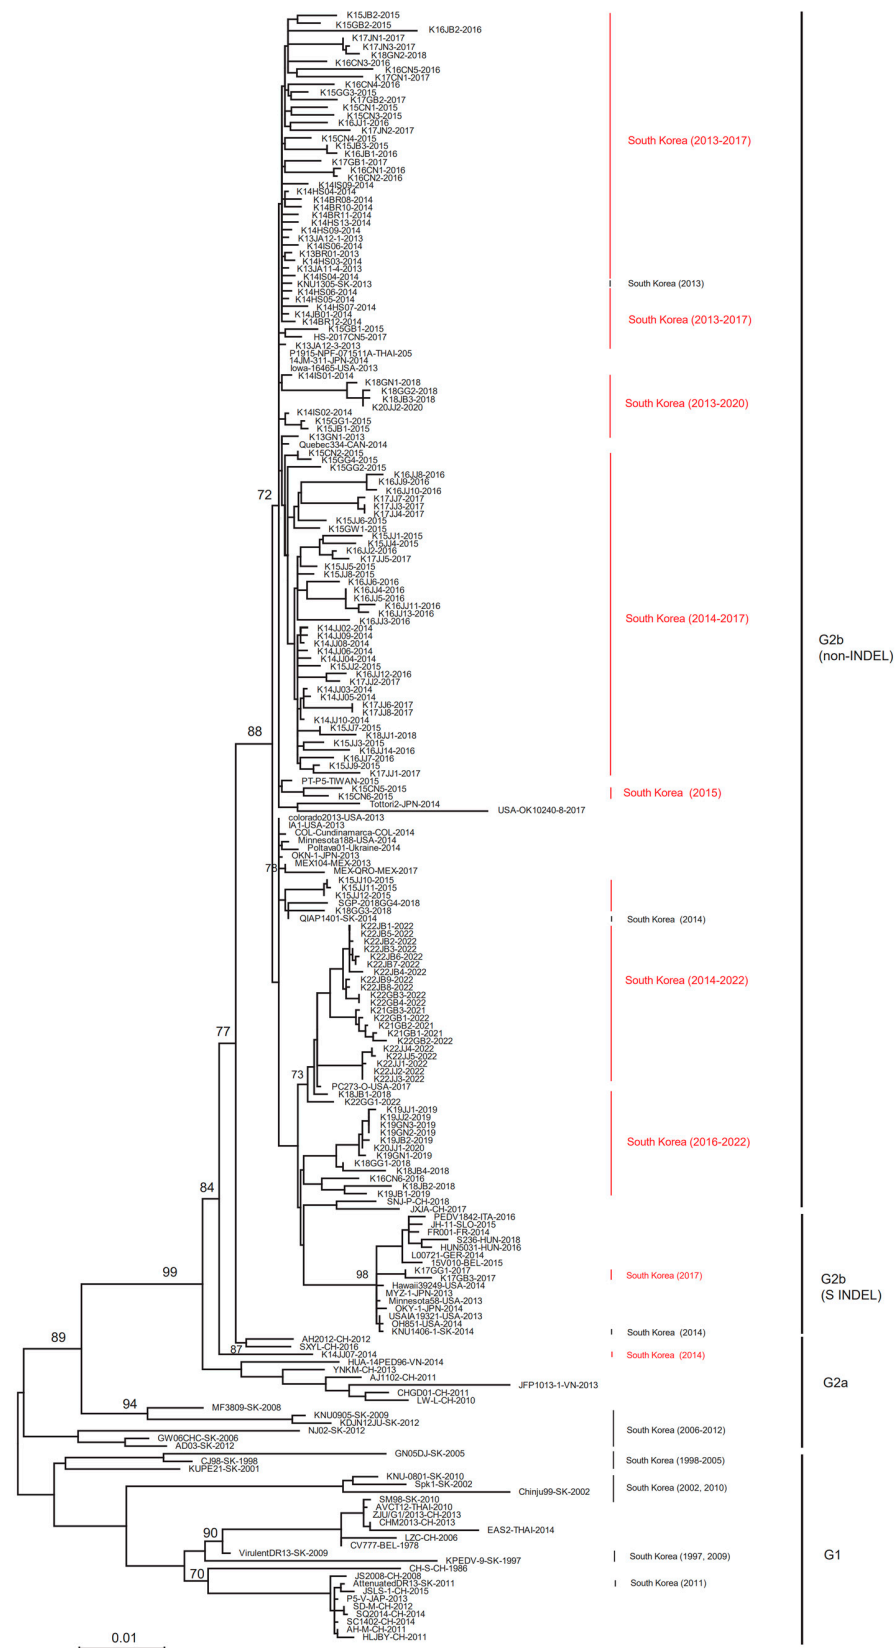 K15JB2-2015
K15GB2-2015
K16JB2-2016
K17JN1-2017
K17JN3-2017
K18GN2-2018
K16CN3-2016
K16CN5-2016
K17CN1-2017
K16CN4-2016
K15GG3-2015
K17GB2-2017
K15CN1-2015
K15CN3-2015
K16JJ1-2016
K17JN2-2017
K15CN4-2015
K15JB3-2015
K16JB1-2016
K17GB1-2017
K16CN1-2016
K16CN2-2016
K14IS09-2014
K14HS04-2014
K14BR08-2014
K14BR10-2014
K14BR11-2014
K14HS13-2014
K14HS09-2014
K13JA12-1-2013
K14IS06-2014
K13BR01-2013
K14HS03-2014
K13JA11-4-2013
K14IS04-2014
KNU1305-SK-2013
K14HS06-2014
K14HS05-2014
K14HS07-2014
K14JB01-2014
K14BR12-2014
K15GB1-2015
HS-2017CN5-2017
K13JA12-3-2013
P1915-NPF-071511A-THAI-205
14JM-311-JPN-2014
Iowa-16465-USA-2013
K14IS01-2014
K18GN1-2018
K18GG2-2018
K18JB3-2018
K20JJ2-2020
K14IS02-2014
K15GG1-2015
K15JB1-2015
K13GN1-2013
Quebec334-CAN-2014
K15CN2-2015
K15GG4-2015
K15GG2-2015
K16JJ8-2016
K16JJ9-2016
K16JJ10-2016
K17JJ7-2017
K17JJ3-2017
K17JJ4-2017
K15JJ6-2015
K15GW1-2015
K15JJ1-2015
K15JJ4-2015
K16JJ2-2016
K17JJ5-2017
K15JJ5-2015
K15JJ8-2015
K16JJ6-2016
K16JJ4-2016
K16JJ5-2016
K16JJ11-2016
K16JJ13-2016
K16JJ3-2016
K14JJ02-2014
K14JJ09-2014
K14JJ08-2014
K14JJ06-2014
K14JJ04-2014
K15JJ2-2015
K16JJ12-2016
K17JJ2-2017
K14JJ03-2014
K14JJ05-2014
K17JJ6-2017
K17JJ8-2017
K14JJ10-2014
K15JJ7-2015
K18JJ1-2018
K15JJ3-2015
K16JJ14-2016
K16JJ7-2016
K15JJ9-2015
K17JJ1-2017
PT-P5-TIWAN-2015
K15CN5-2015
K15CN6-2015
Tottori2-JPN-2014
USA-OK10240-8-2017
colorado2013-USA-2013
IA1-USA-2013
COL-Cundinamarca-COL-2014
Minnesota188-USA-2014
Poltava01-Ukraine-2014
OKN-1-JPN-2013
MEX104-MEX-2013
MEX-QRO-MEX-2017
K15JJ10-2015
K15JJ11-2015
K15JJ12-2015
SGP-2018GG4-2018
K18GG3-2018
QIAP1401-SK-2014
K22JB1-2022
K22JB5-2022
K22JB2-2022
K22JB3-2022
K22JB6-2022
K22JB7-2022
K22JB4-2022
K22JB9-2022
K22JB8-2022
K22GB3-2022
K22GB4-2022
K21GB3-2021
K22GB1-2022
K21GB2-2021
K21GB1-2021
K22GB2-2022
K22JJ4-2022
K22JJ5-2022
K22JJ1-2022
K22JJ2-2022
K22JJ3-2022
PC273-O-USA-2017
K18JB1-2018
K22GG1-2022
K19JJ1-2019
K19JJ2-2019
K19GN3-2019
K19GN2-2019
K19JB2-2019
K20JJ1-2020
K19GN1-2019
K18GG1-2018
K18JB4-2018
K16CN6-2016
K18JB2-2018
K19JB1-2019
SNJ-P-CH-2018
JXJA-CH-2017
PEDV1842-ITA-2016
JH-11-SLO-2015
FR001-FR-2014
S236-HUN-2018
HUN5031-HUN-2016
L00721-GER-2014
15V010-BEL-2015
K17GG1-2017
K17GB3-2017
Hawaii39249-USA-2014
MYZ-1-JPN-2013
Minnesota58-USA-2013
OKY-1-JPN-2014
USAIA19321-USA-2013
OH851-USA-2014
KNU1406-1-SK-2014
AH2012-CH-2012
SXYL-CH-2016
K14JJ07-2014
HUA-14PED96-VN-2014
YNKM-CH-2013
AJ1102-CH-2011
JFP1013-1-VN-2013
CHGD01-CH-2011
LW-L-CH-2010
MF3809-SK-2008
KNU0905-SK-2009
KDJN12JU-SK-2012
NJ02-SK-2012
GW06CHC-SK-2006
AD03-SK-2012
GN05DJ-SK-2005
CJ98-SK-1998
KUPE21-SK-2001
KNU-0801-SK-2010
Spk1-SK-2002
Chinju99-SK-2002
SM98-SK-2010
AVCT12-THAI-2010
ZJU/G1/2013-CH-2013
CHM2013-CH-2013
EAS2-THAI-2014
LZC-CH-2006
CV777-BEL-1978
VirulentDR13-SK-2009
KPEDV-9-SK-1997
CH-S-CH-1986
JS2008-CH-2008
AttenuatedDR13-SK-2011
JSLS-1-CH-2015
P5-V-JAP-2013
SD-M-CH-2012
SQ2014-CH-2014
SC1402-CH-2014
AH-M-CH-2011
HLJBY-CH-2011
72
88
78
77
73
84
98
99
89
87
94
90
70
0.01
South Korea (2013-2017)
South Korea (2013)
South Korea (2013-2017)
South Korea (2013-2020)
South Korea (2014-2017)
South Korea (2015)
South Korea (2014)
South Korea (2014-2022)
South Korea (2016-2022)
South Korea (2017)
South Korea (2014)
South Korea (2014)
South Korea (2006-2012)
South Korea (1998-2005)
South Korea (2002, 2010)
South Korea (1997, 2009)
South Korea (2011)
G2b
(non-INDEL)
G2b
(S INDEL)
G2a
G1